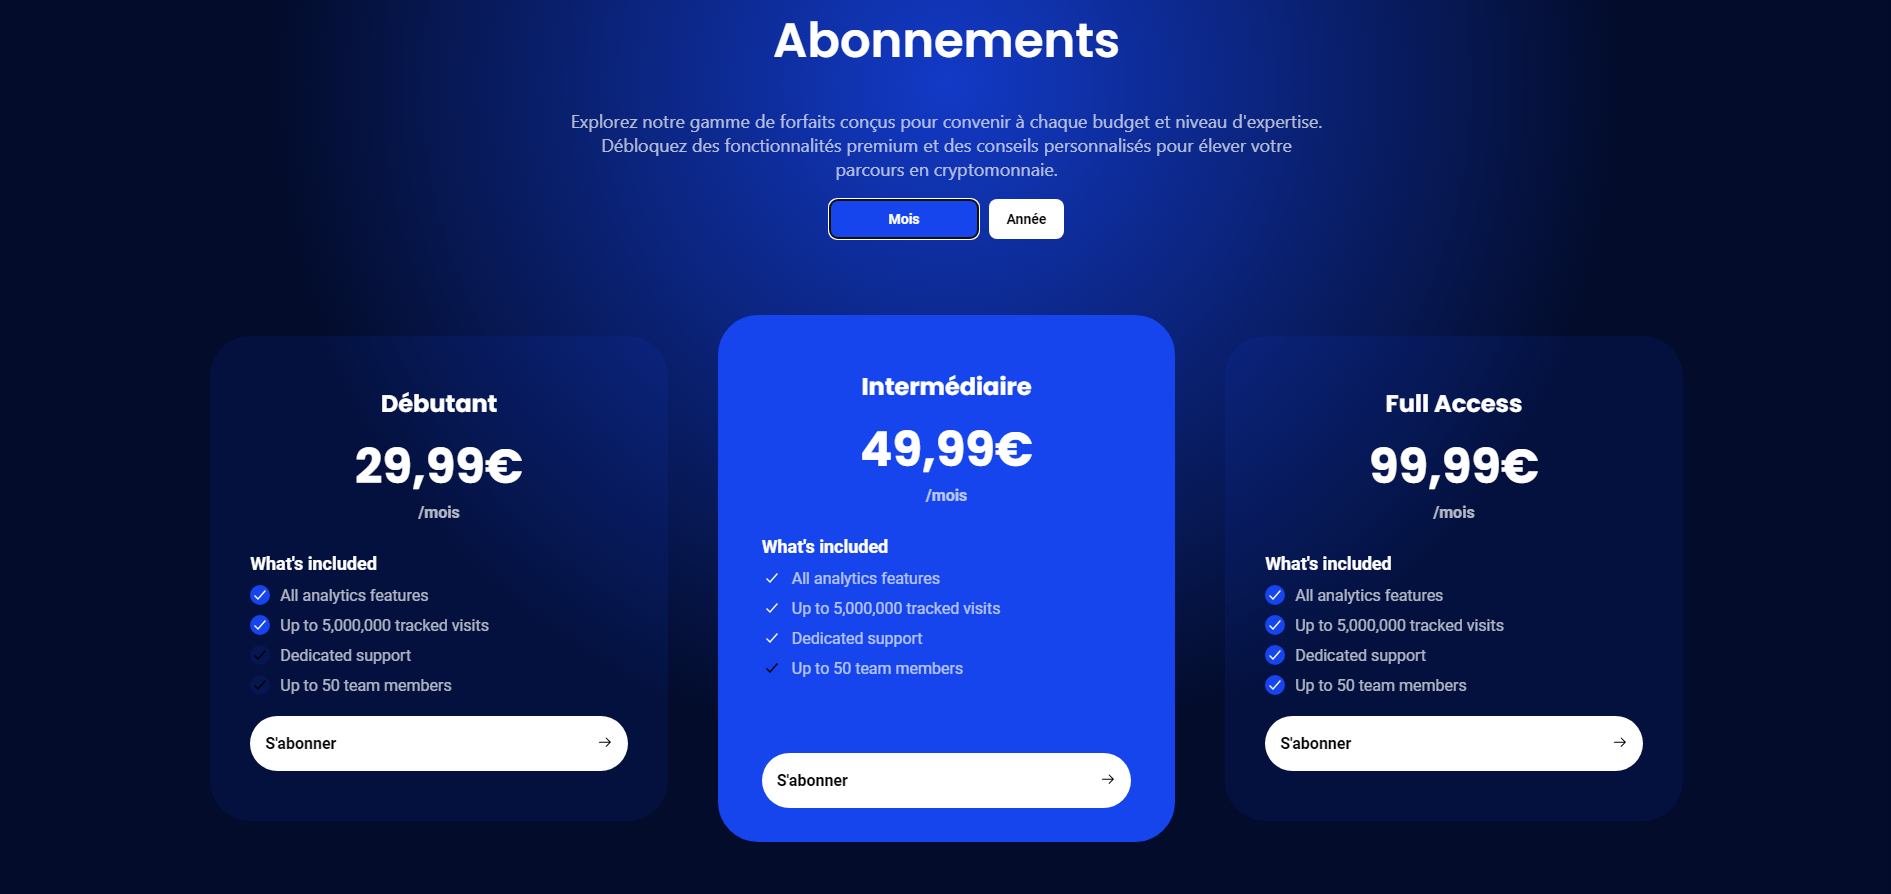 Abonnements
Explorez notre gamme de forfaits conçus pour convenir à chaque budget et niveau d'expertise.
Débloquez des fonctionnalités premium et des conseils personnalisés pour élever votre
parcours en cryptomonnaie.
Mois
Année
Débutant
29,99€
/mois
What's included
All analytics features
Up to 5,000,000 tracked visits
Dedicated support
Up to 50 team members
S'abonner
Intermédiaire
49,99€
/mois
What's included
All analytics features
Up to 5,000,000 tracked visits
Dedicated support
Up to 50 team members
S'abonner
Full Access
99,99€
/mois
What's included
All analytics features
Up to 5,000,000 tracked visits
Dedicated support
Up to 50 team members
S'abonner